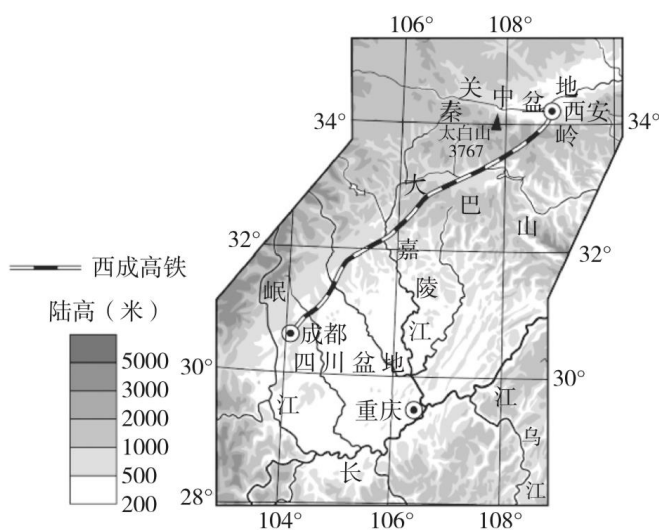 106°
108°
关中盆地
秦岭
西安
34°
34°
太白山
3767
大巴山
32°
32°
嘉陵江
西成高铁
岷江
陆高(米)
5000
3000
2000
1000
500
200
成都
四川盆地
30°
30°
重庆
长江
乌江
28°
104°
106°
108°